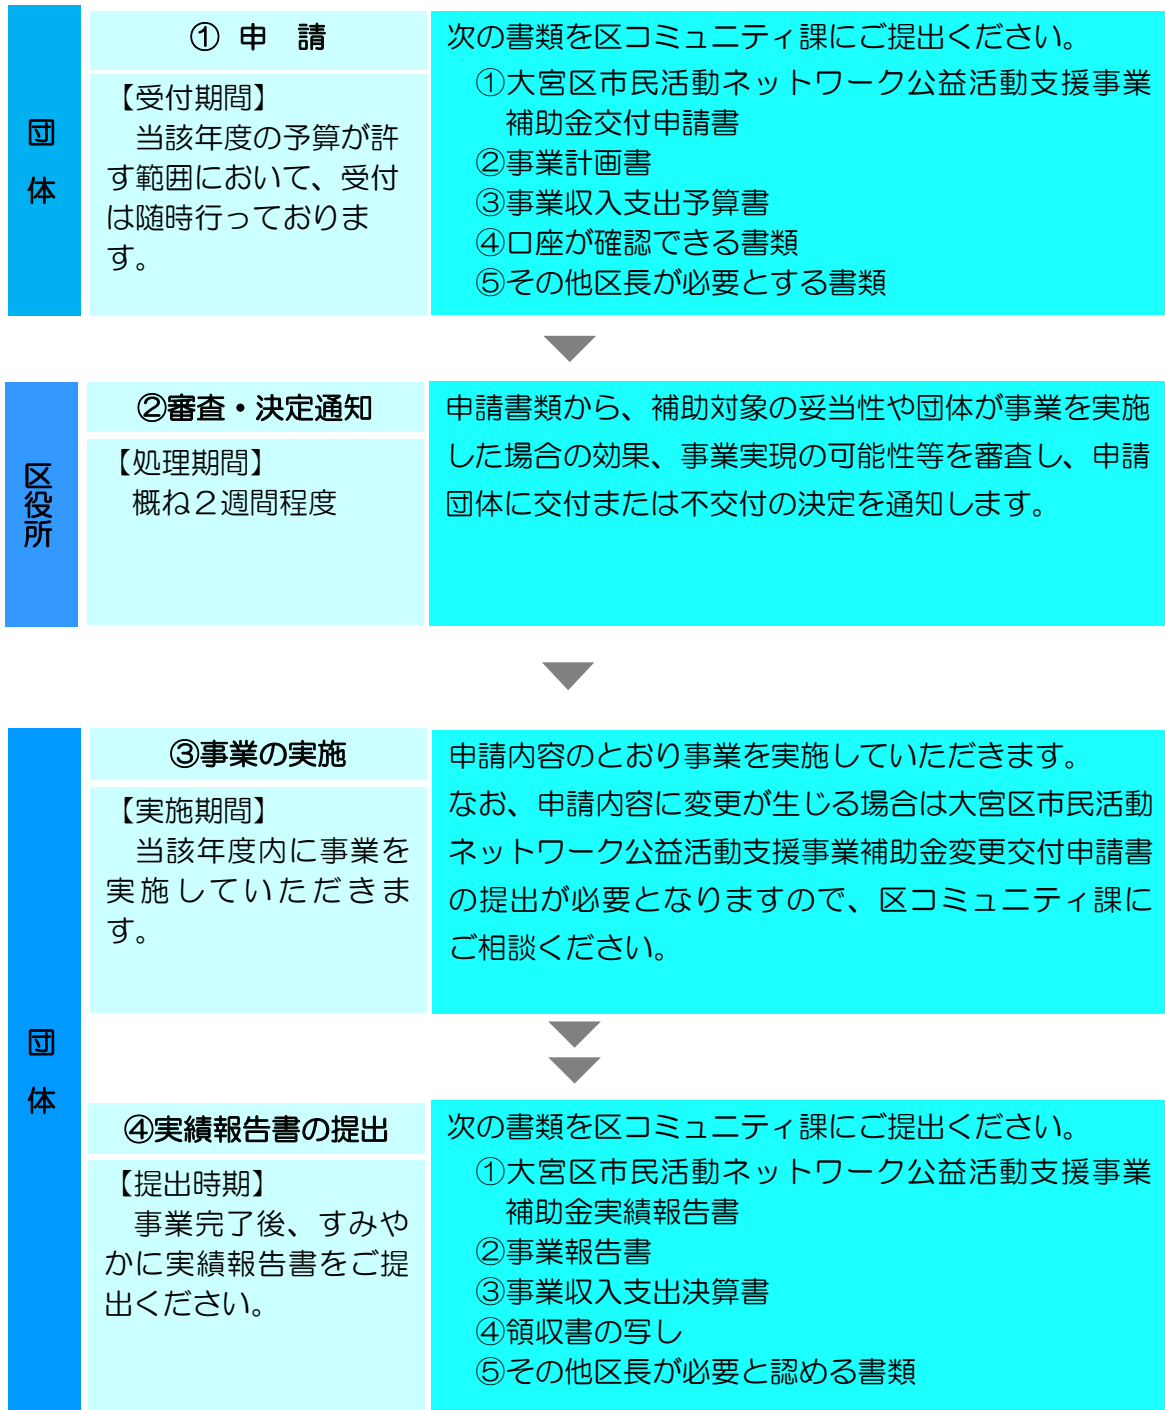 団体
① 申　請
【受付期間】
　当該年度の予算が許
す範囲において、受付
は随時行っておりま
す。
次の書類を区コミュニティ課にご提出ください。
①大宮区市民活動ネットワーク公益活動支援事業
補助金交付申請書
②事業計画書
③事業収入支出予算書
④口座が確認できる書類
⑤その他区長が必要とする書類
区役所
②審査・決定通知
【処理期間】
　概ね２週間程度
申請書類から、補助対象の妥当性や団体が事業を実施
した場合の効果、事業実現の可能性等を審査し、申請
団体に交付または不交付の決定を通知します。
団体
③事業の実施
【実施期間】
　当該年度内に事業を
実施していただきま
す。
申請内容のとおり事業を実施していただきます。
なお、申請内容に変更が生じる場合は大宮区市民活動
ネットワーク公益活動支援事業補助金変更交付申請書
の提出が必要となりますので、区コミュニティ課に
ご相談ください。
④実績報告書の提出
【提出時期】
　事業完了後、すみや
かに実績報告書をご提
出ください。
次の書類を区コミュニティ課にご提出ください。
①大宮区市民活動ネットワーク公益活動支援事業
補助金実績報告書
②事業報告書
③事業収入支出決算書
④領収書の写し
⑤その他区長が必要と認める書類